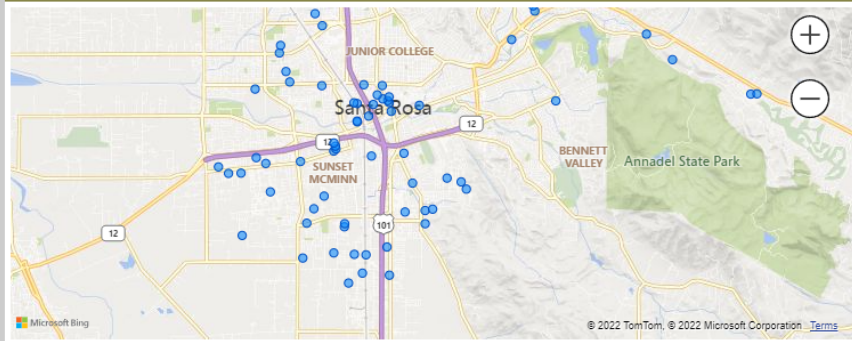 JUNIOR COLLEGE
Santa Rosa
12
12
SUNSET
MCMINN
BENNETT
VALLEY
Annadel State Park
101
12
Microsoft Bing
© 2022 TomTom, © 2022 Microsoft Corporation Terms